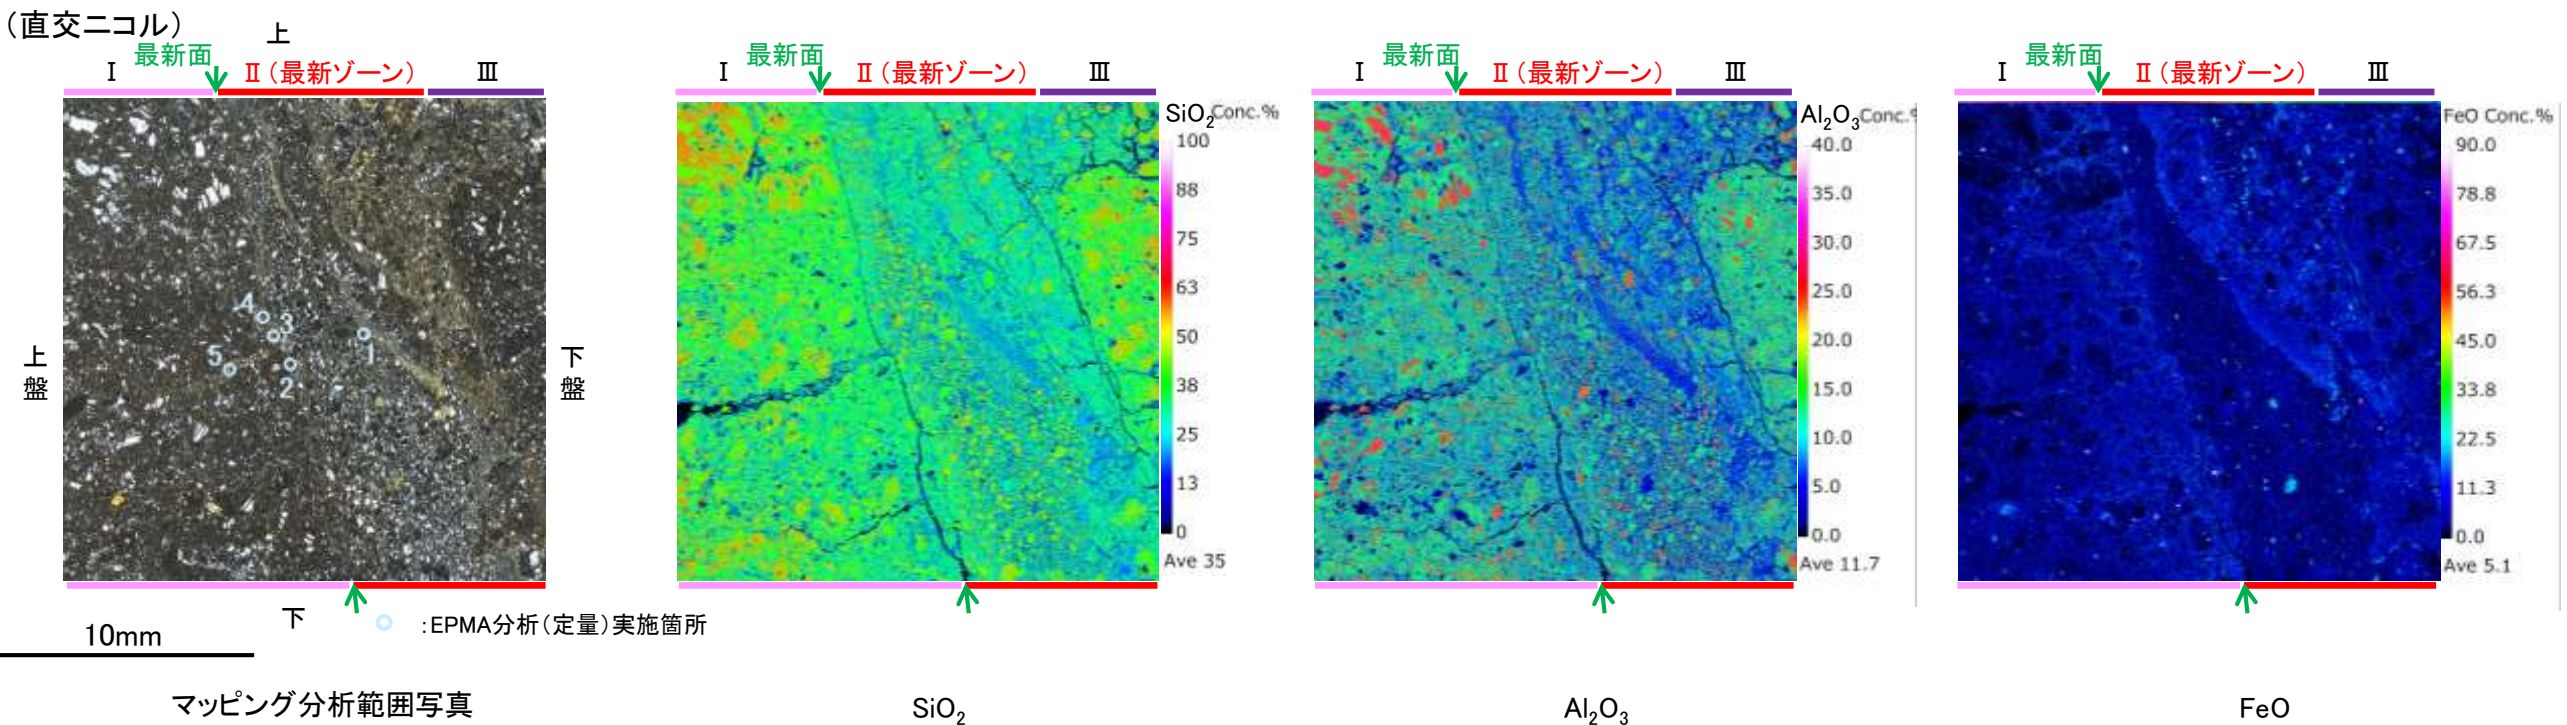 (直交ニコル)
上
最新面
Ⅰ
Ⅱ(最新ゾーン)
Ⅲ
上盤
下盤
4
3
5
2
1
下
:EPMA分析(定量)実施箇所
10mm
マッピング分析範囲写真
最新面
Ⅰ
Ⅱ(最新ゾーン)
Ⅲ
SiO2 Conc.%
100
88
75
63
50
38
25
13
0
Ave 35
SiO2
最新面
Ⅰ
Ⅱ(最新ゾーン)
Ⅲ
Al2O3 Conc.%
40.0
35.0
30.0
25.0
20.0
15.0
10.0
5.0
0.0
Ave 11.7
Al2O3
最新面
Ⅰ
Ⅱ(最新ゾーン)
Ⅲ
FeO Conc.%
90.0
78.8
67.5
56.3
45.0
33.8
22.5
11.3
0.0
Ave 5.1
FeO